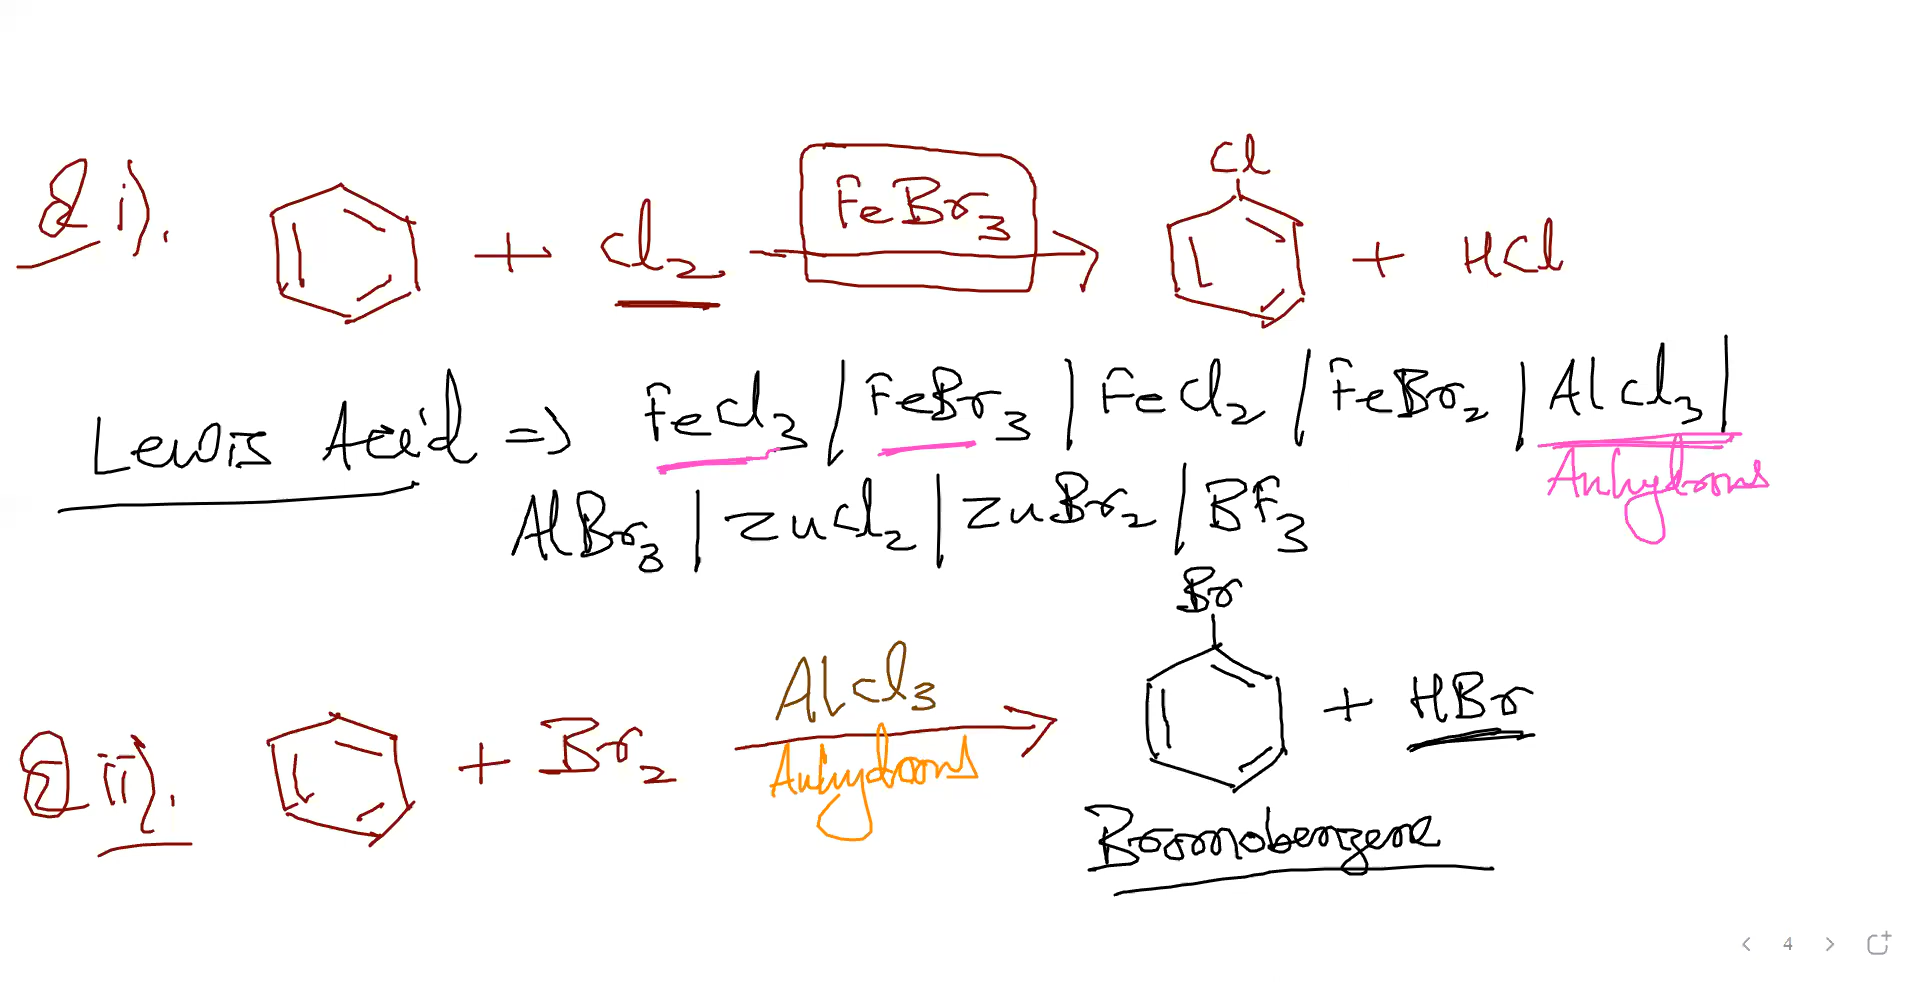 Q i). + Cl₂ FeBr₃ Cl + HCl
Lewis Acid ⇒ FeCl₃ / FeBr₃ | FeCl₂ / FeBr₂ | AlCl₃ |
Anhydrous
AlBr₃ | ZnCl₂ | ZnBr₂ | BF₃
Br
AlCl₃
Q ii). + Br₂ Anhydrous + HBr
Bromobenzene
4